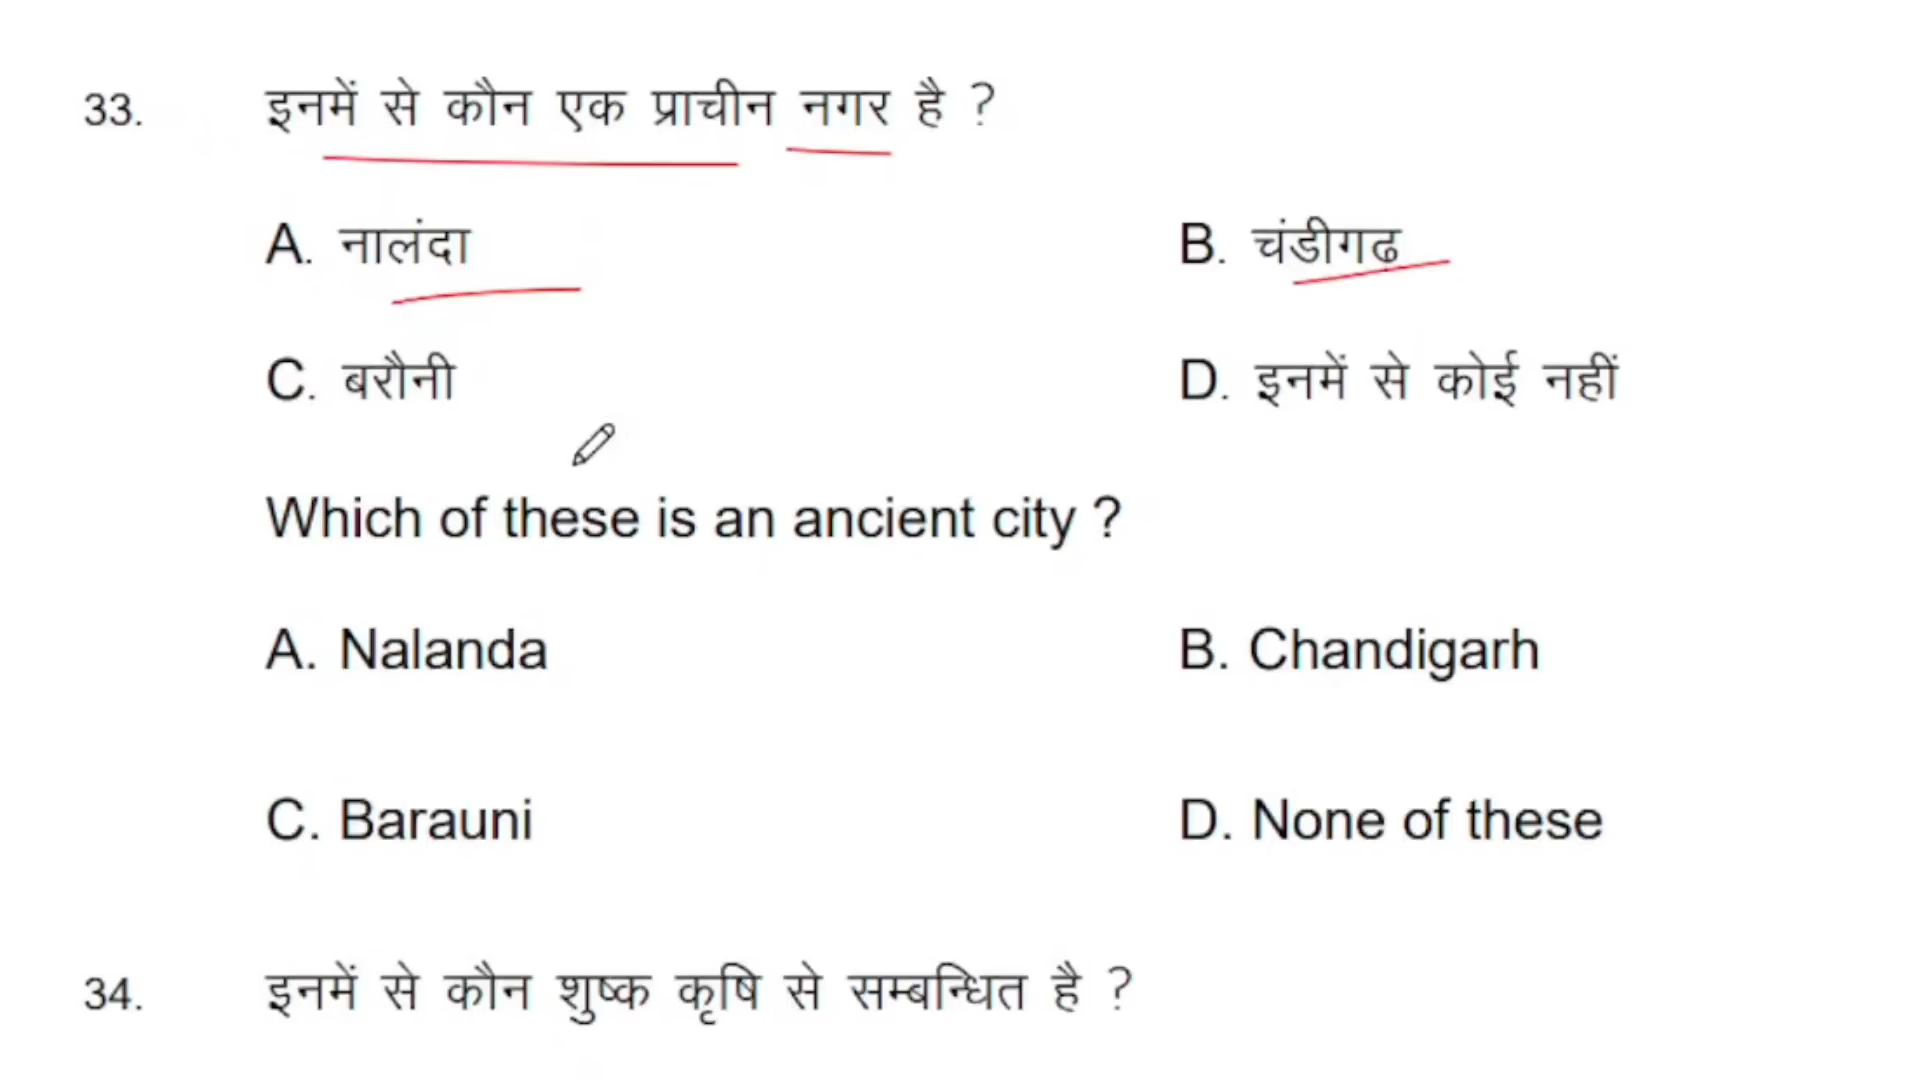 33. इनमें से कौन एक प्राचीन नगर है ?
A. नालंदा B. चंडीगढ
C. बरौनी D. इनमें से कोई नहीं
Which of these is an ancient city ?
A. Nalanda B. Chandigarh
C. Barauni D. None of these
34. इनमें से कौन शुष्क कृषि से सम्बन्धित है ?